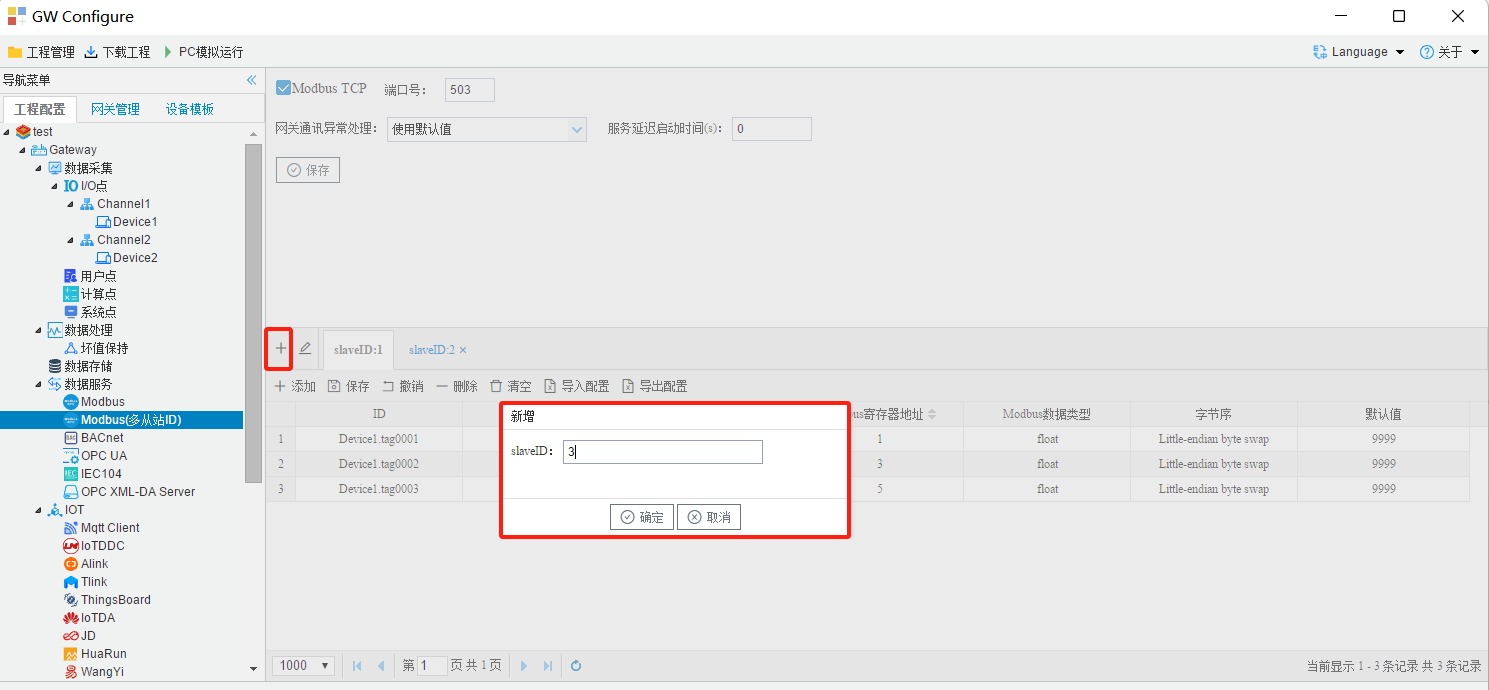 GW Configure
工程管理 下载工程 PC模拟运行 Language 关于
导航菜单
工程配置 网关管理 设备模板
test
Gateway
数据采集
IO I/O点
Channel1
Device1
Channel2
Device2
用户点
计算点
系统点
数据处理
坏值保持
数据存储
数据服务
Modbus
Modbus(多从站ID)
BACnet
OPC UA
IEC104
OPC XML-DA Server
IOT
Mqtt Client
IoTDDC
Alink
Tlink
ThingsBoard
IoTDA
JD
HuaRun
WangYi
Modbus TCP 端口号: 503
网关通讯异常处理: 使用默认值 服务延迟启动时间(s): 0
保存
slaveID:1 slaveID:2 ×
添加 保存 撤销 删除 清空 导入配置 导出配置
ID us寄存器地址 Modbus数据类型 字节序 默认值
1 Device1.tag0001 1 float Little-endian byte swap 9999
2 Device1.tag0002 3 float Little-endian byte swap 9999
3 Device1.tag0003 5 float Little-endian byte swap 9999
新增
slaveID: 3
确定 取消
1000 第 1 页 共 1 页 当前显示 1 - 3 条记录 共 3 条记录